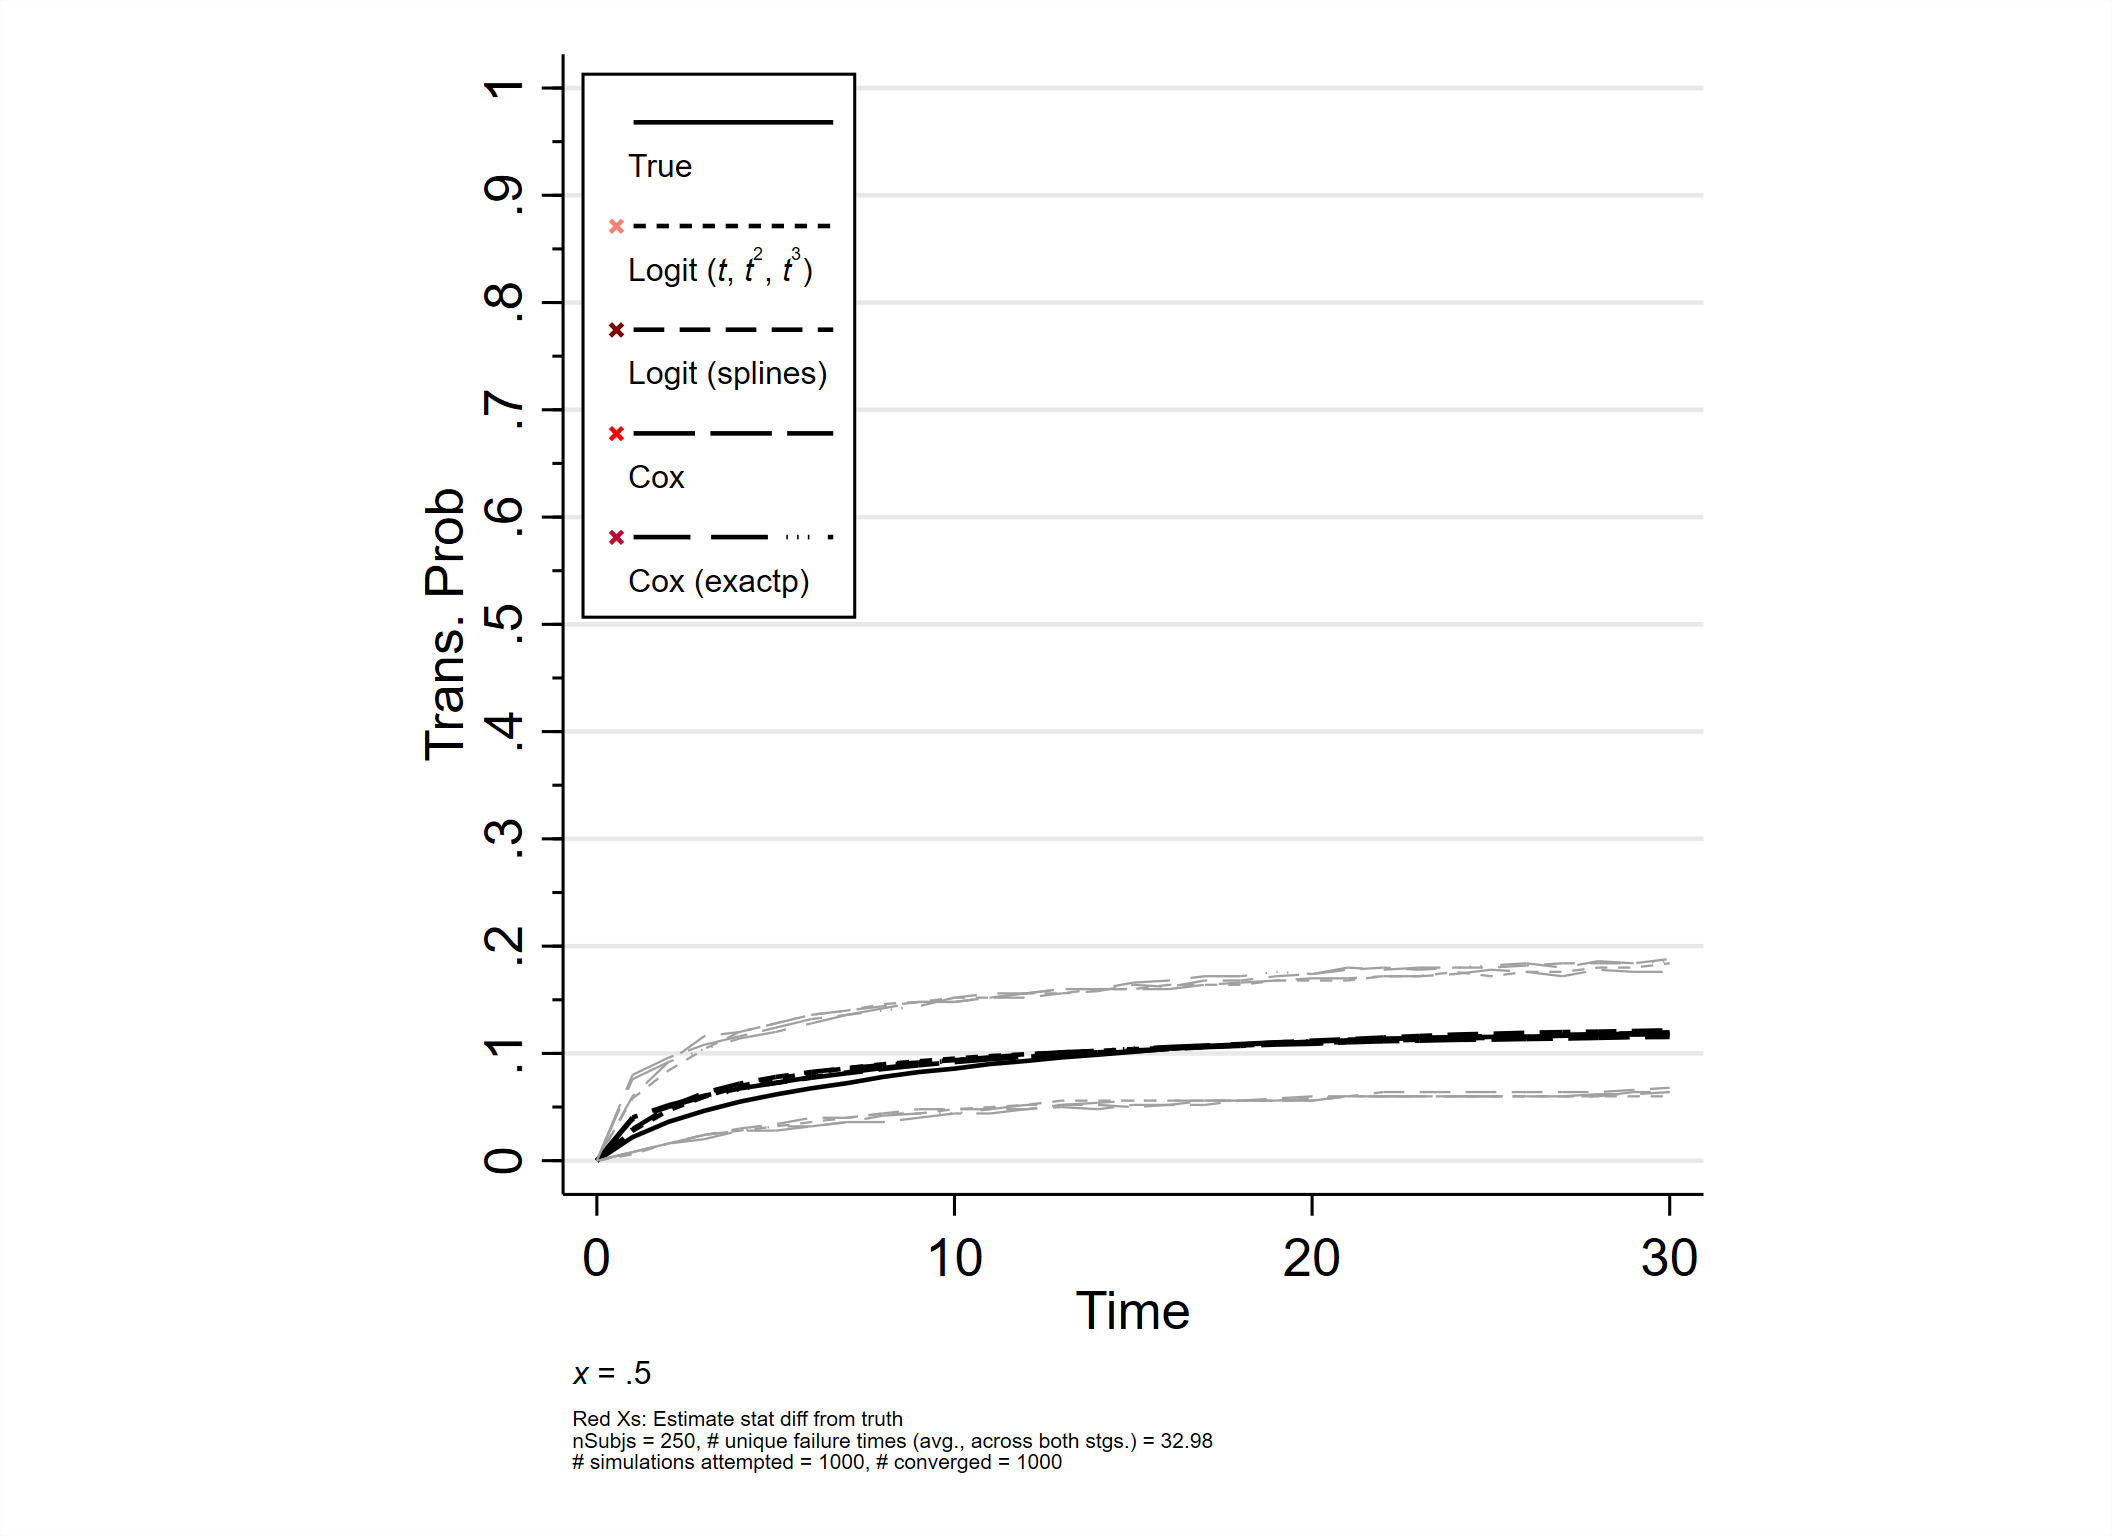 True
Logit (t, t², t³)
Logit (splines)
Cox
Cox (exactp)
Trans. Prob
1
.9
.8
.7
.6
.5
.4
.3
.2
.1
0
0 10 20 30
Time
x = .5
Red Xs: Estimate stat diff from truth
nSubjs = 250, # unique failure times (avg., across both stgs.) = 32.98
# simulations attempted = 1000, # converged = 1000